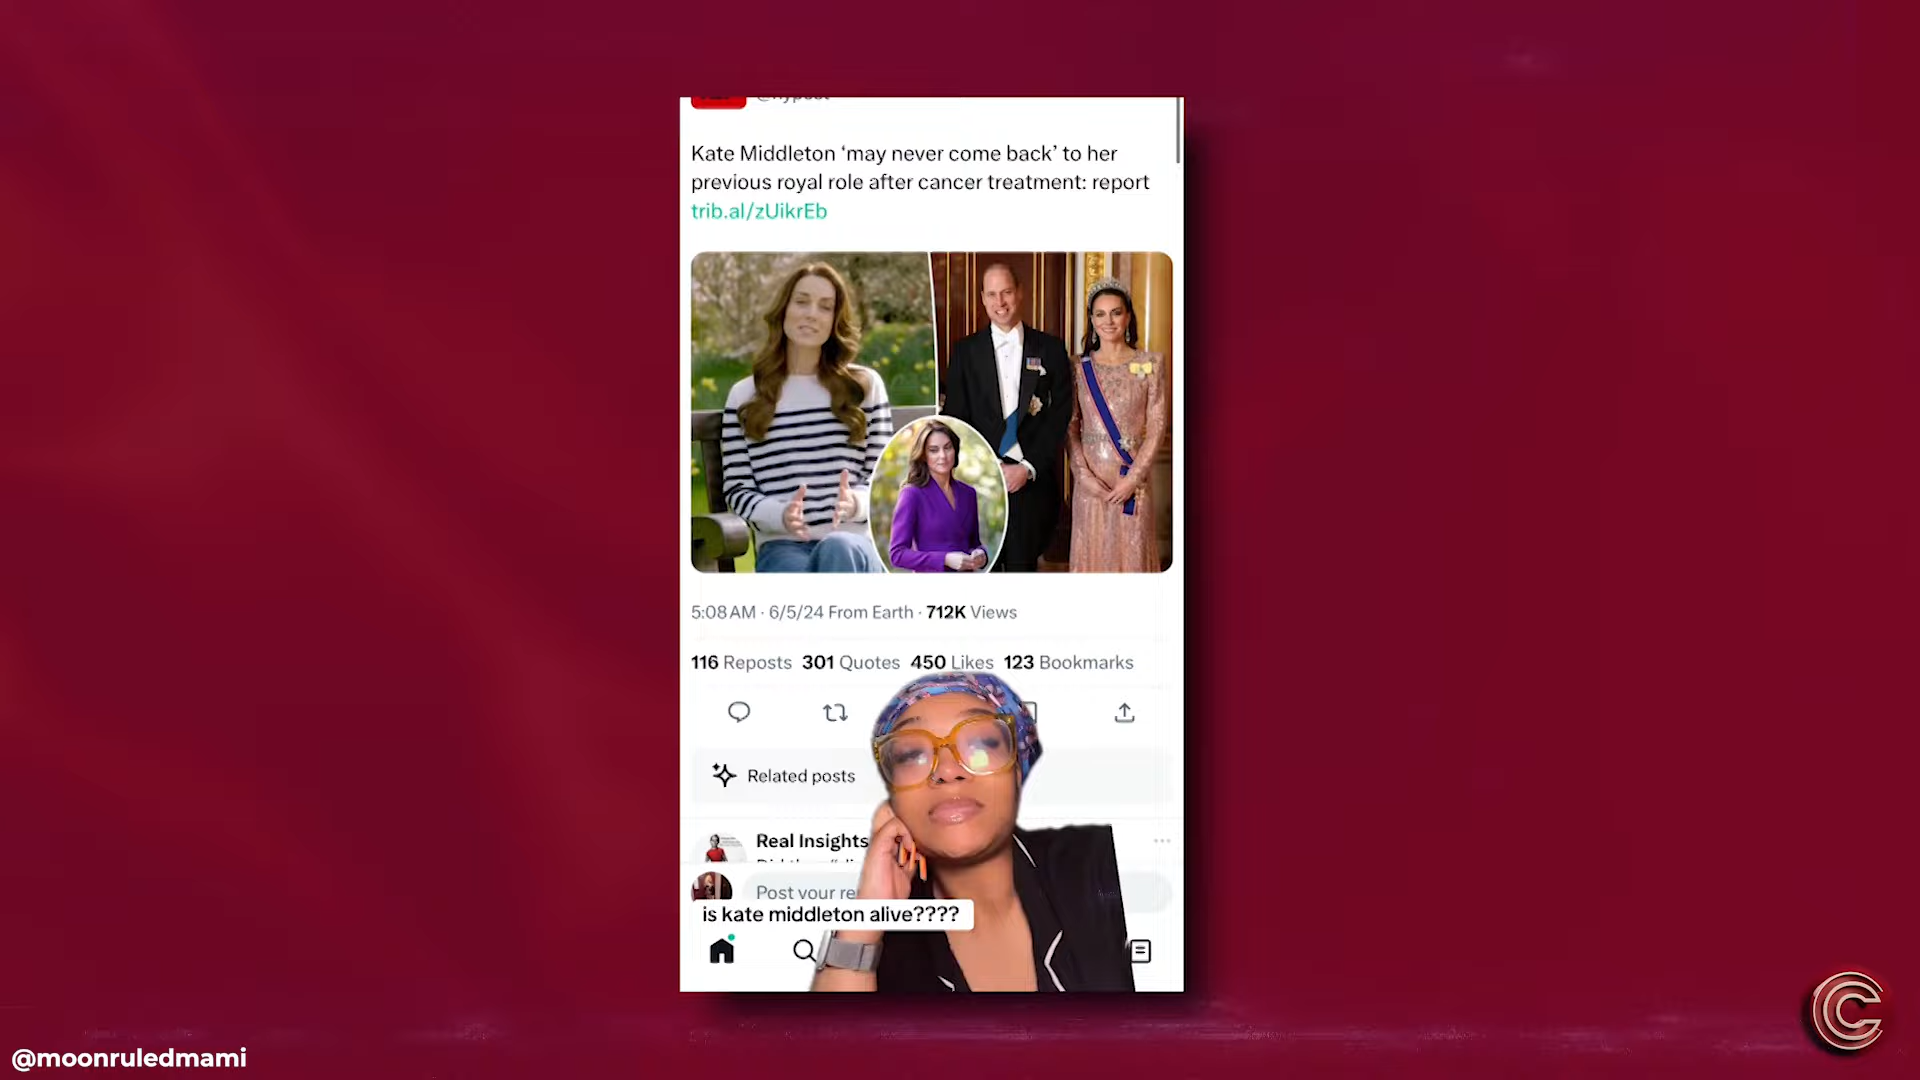 Kate Middleton ‘may never come back’ to her
previous royal role after cancer treatment: report
trib.al/zUikrEb
5:08 AM · 6/5/24 From Earth · 712K Views
116 Reposts 301 Quotes 450 Likes 123 Bookmarks
Related posts
Real Insights
Post your
is kate middleton alive????
@moonruledmami